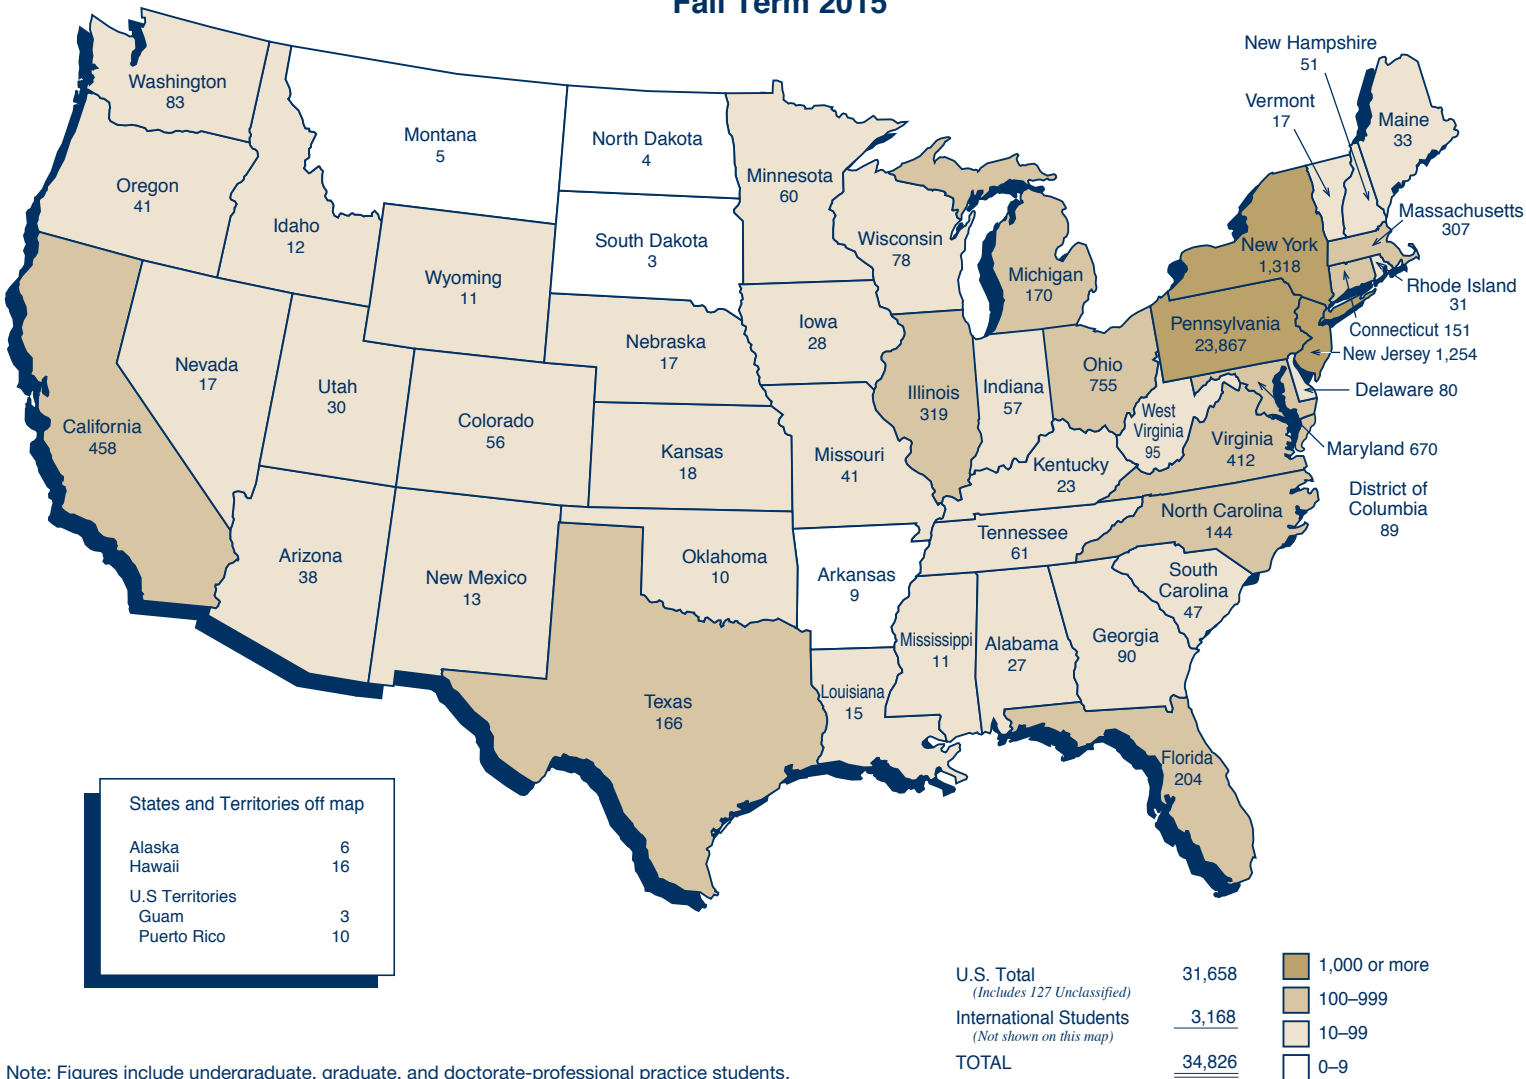 Fall Term 2015
New Hampshire
51
Vermont
17
Maine
33
Washington
83
Montana
5
North Dakota
4
Minnesota
60
Oregon
41
Idaho
12
South Dakota
3
Wisconsin
78
Michigan
170
New York
1,318
Massachusetts
307
Wyoming
11
Rhode Island
31
Connecticut 151
New Jersey 1,254
Pennsylvania
23,867
Iowa
28
Nebraska
17
Nevada
17
Utah
30
Colorado
56
Illinois
319
Indiana
57
Ohio
755
Delaware 80
West
Virginia
95
Virginia
412
Maryland 670
California
458
Kansas
18
Missouri
41
Kentucky
23
District of
Columbia
89
North Carolina
144
Tennessee
61
Arizona
38
New Mexico
13
Oklahoma
10
Arkansas
9
South
Carolina
47
Mississippi
11
Alabama
27
Georgia
90
Texas
166
Louisiana
15
Florida
204
States and Territories off map
Alaska 6
Hawaii 16
U.S Territories
Guam 3
Puerto Rico 10
U.S. Total 31,658
(Includes 127 Unclassified)
International Students 3,168
(Not shown on this map)
TOTAL 34,826
1,000 or more
100–999
10–99
0–9
Note: Figures include undergraduate, graduate, and doctorate-professional practice students.